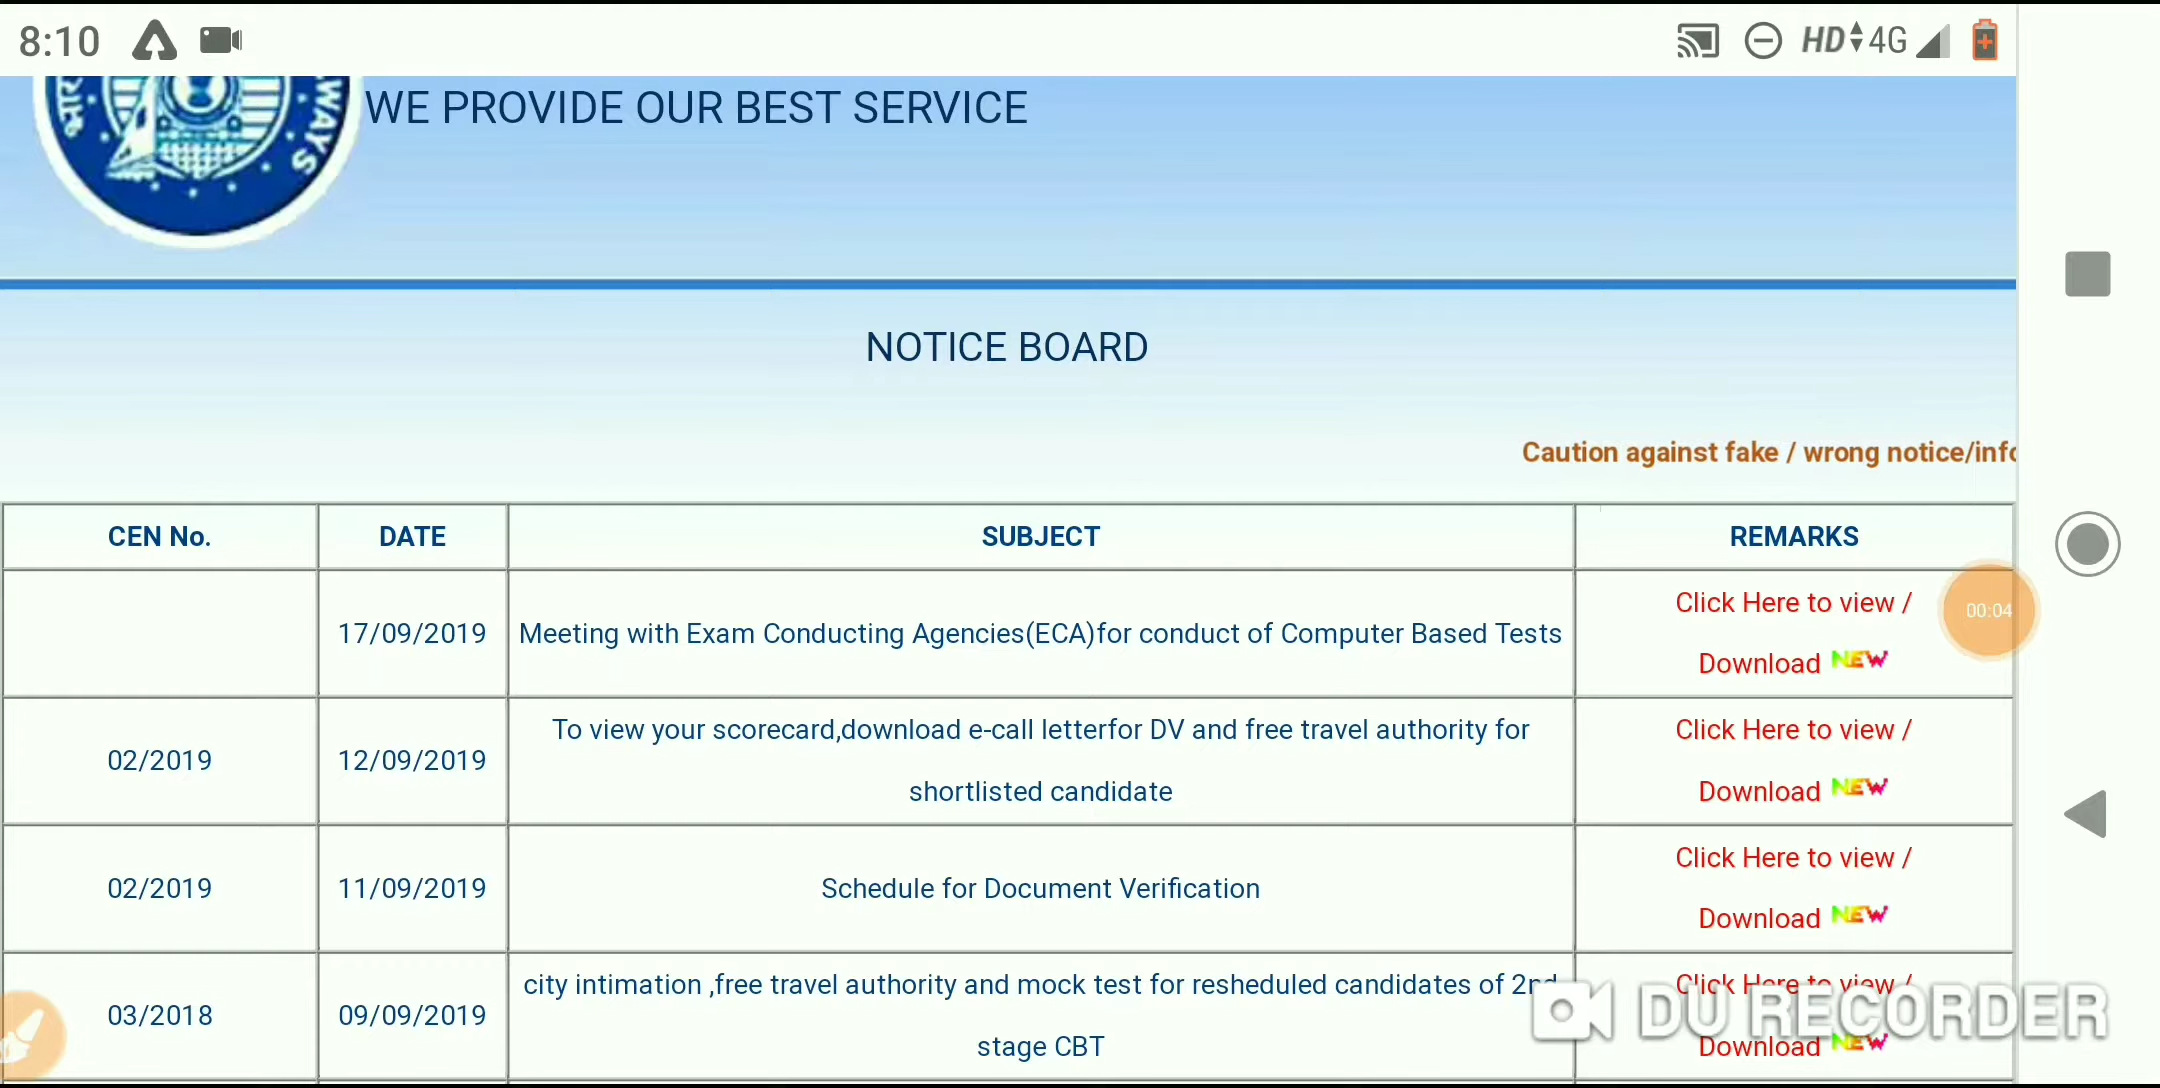 8:10
HD 4G
WAYS
WE PROVIDE OUR BEST SERVICE
NOTICE BOARD
Caution against fake / wrong notice/info
CEN No. DATE SUBJECT REMARKS
17/09/2019 Meeting with Exam Conducting Agencies(ECA)for conduct of Computer Based Tests
Click Here to view /
Download NEW
00:04
02/2019 12/09/2019
To view your scorecard,download e-call letterfor DV and free travel authority for
shortlisted candidate
Click Here to view /
Download NEW
02/2019 11/09/2019 Schedule for Document Verification
Click Here to view /
Download NEW
03/2018 09/09/2019
city intimation ,free travel authority and mock test for resheduled candidates of 2nd
stage CBT
Click Here to view /
Download NEW
DU RECORDER